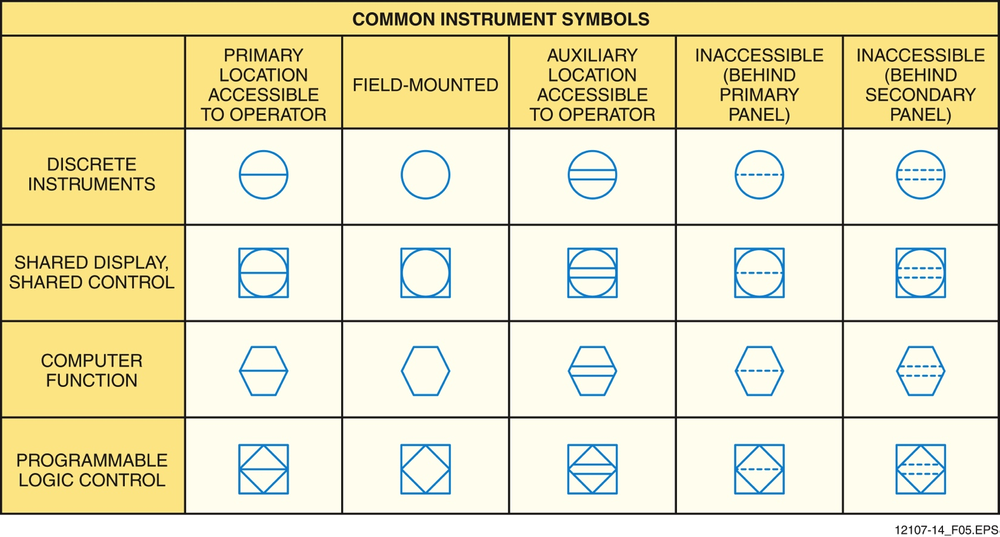 COMMON INSTRUMENT SYMBOLS
PRIMARY
LOCATION
ACCESSIBLE
TO OPERATOR
FIELD-MOUNTED
AUXILIARY
LOCATION
ACCESSIBLE
TO OPERATOR
INACCESSIBLE
(BEHIND
PRIMARY
PANEL)
INACCESSIBLE
(BEHIND
SECONDARY
PANEL)
DISCRETE
INSTRUMENTS
SHARED DISPLAY,
SHARED CONTROL
COMPUTER
FUNCTION
PROGRAMMABLE
LOGIC CONTROL
12107-14_F05.EPS